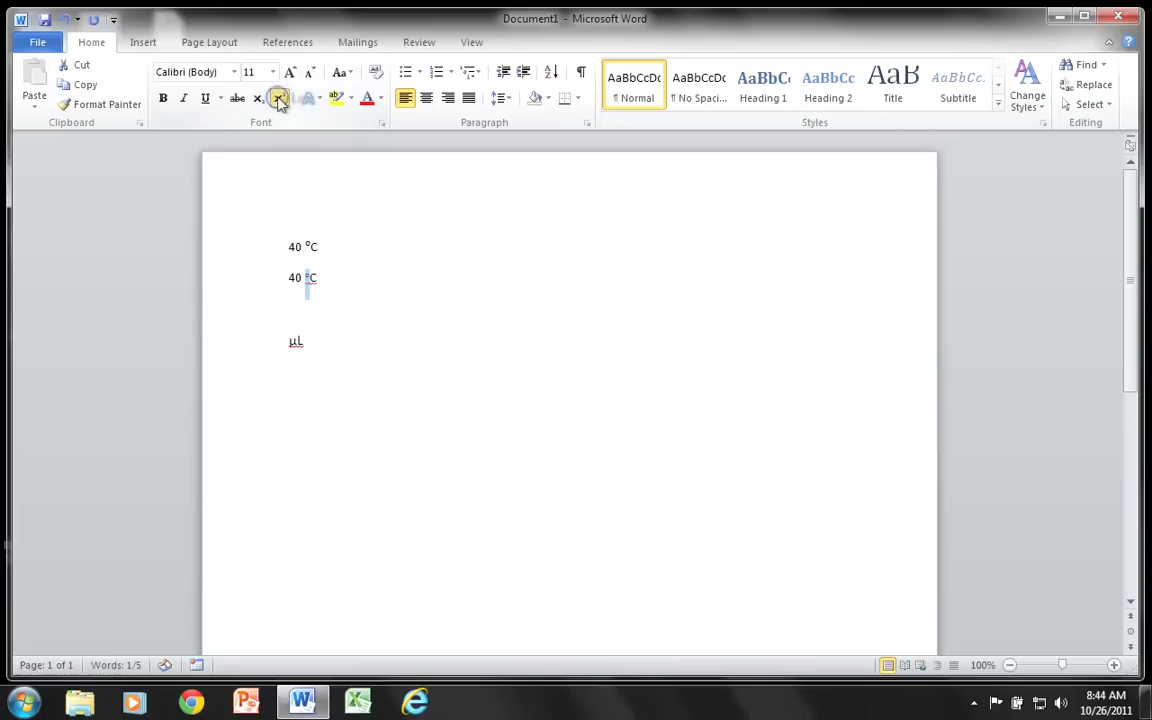 Document1 - Microsoft Word
File Home Insert Page Layout References Mailings Review View
Paste
Cut
Copy
Format Painter
Clipboard
Calibri (Body) 11
Font
Paragraph
AaBbCcDc AaBbCcDc AaBbC AaBbCc AaB AaBbCc.
¶ Normal ¶ No Spaci... Heading 1 Heading 2 Title Subtitle
Change
Styles
Styles
Find
Replace
Select
Editing
40 ⁰C
40 ⁰C
µL
Page: 1 of 1 Words: 1/5 100%
8:44 AM
10/26/2011